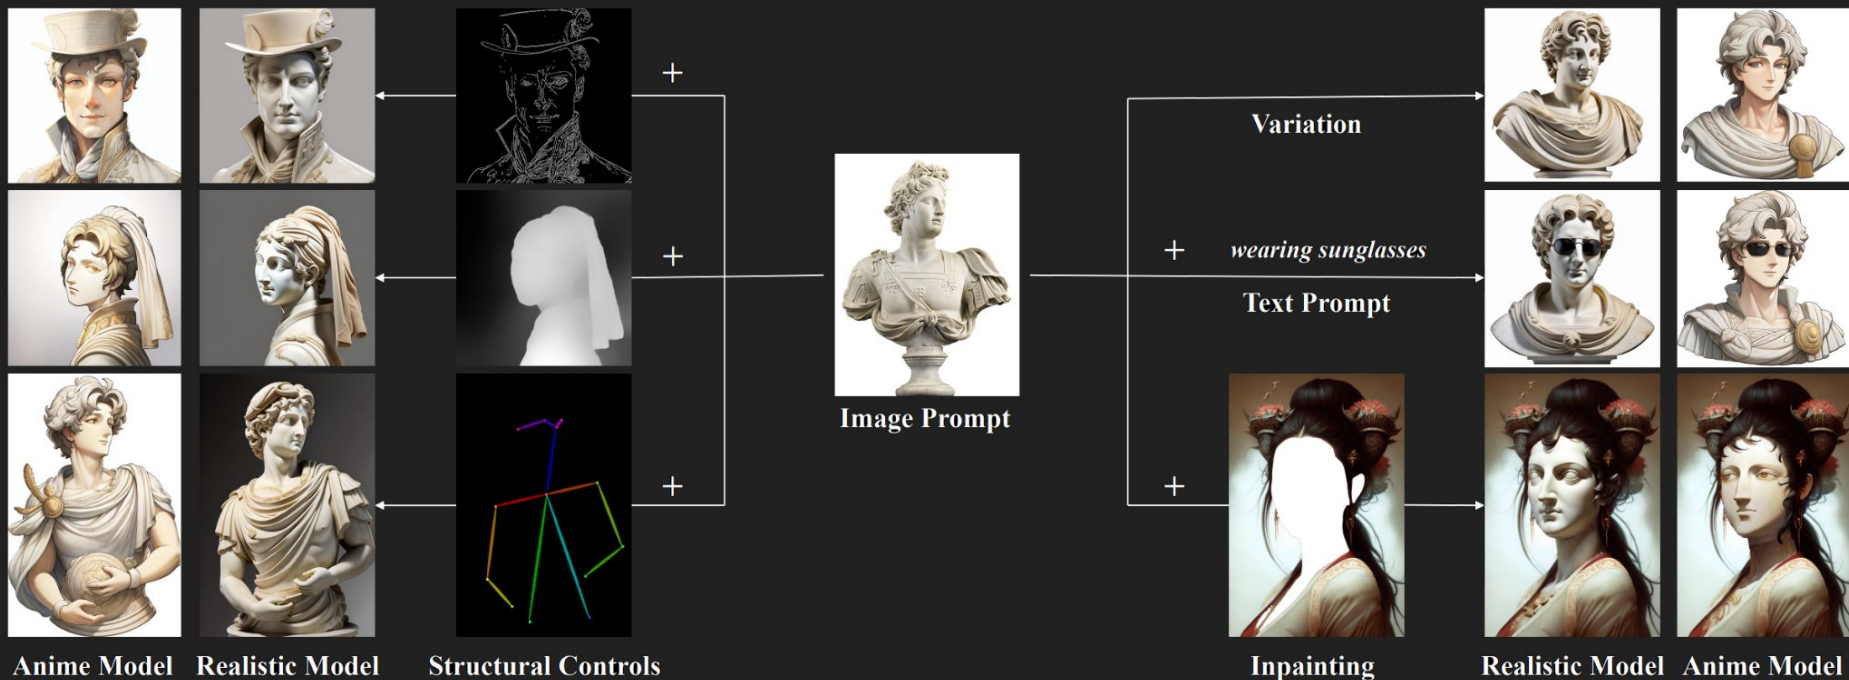 +
+
+
Variation
+ wearing sunglasses
Text Prompt
Image Prompt
+
Anime Model
Realistic Model
Structural Controls
Inpainting
Realistic Model
Anime Model